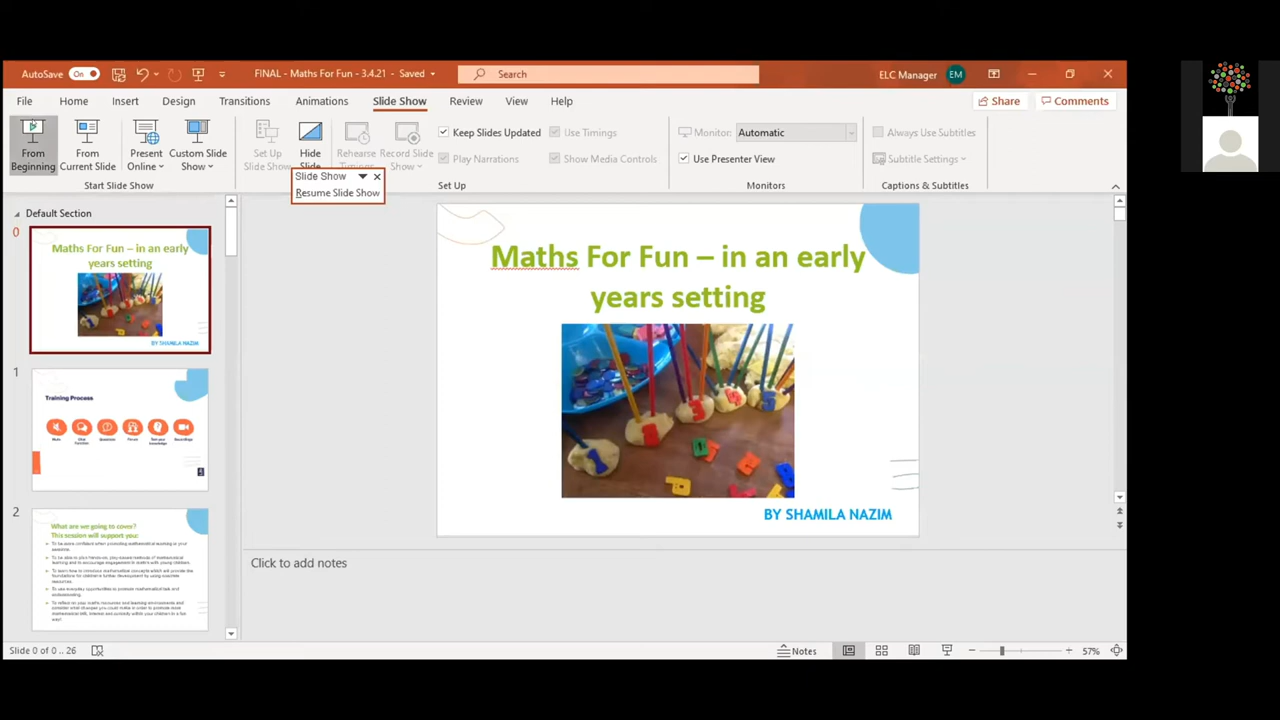 AutoSave On
FINAL - Maths For Fun - 3.4.21 - Saved
Search
ELC Manager EM
File Home Insert Design Transitions Animations Slide Show Review View Help
Share Comments
From Beginning
From Current Slide
Present Online
Custom Slide Show
Set Up Slide Show
Hide Slide
Rehearse Timings
Record Slide Show
Keep Slides Updated
Use Timings
Play Narrations
Show Media Controls
Monitor: Automatic
Use Presenter View
Always Use Subtitles
Subtitle Settings
Start Slide Show
Set Up
Monitors
Captions & Subtitles
Slide Show
Resume Slide Show
Default Section
0
Maths For Fun – in an early
years setting
BY SHAMILA NAZIM
1
Training Process
2
What are we going to cover?
This session will support you:
Maths For Fun – in an early
years setting
BY SHAMILA NAZIM
Click to add notes
Slide 0 of 0 .. 26
Notes
57%